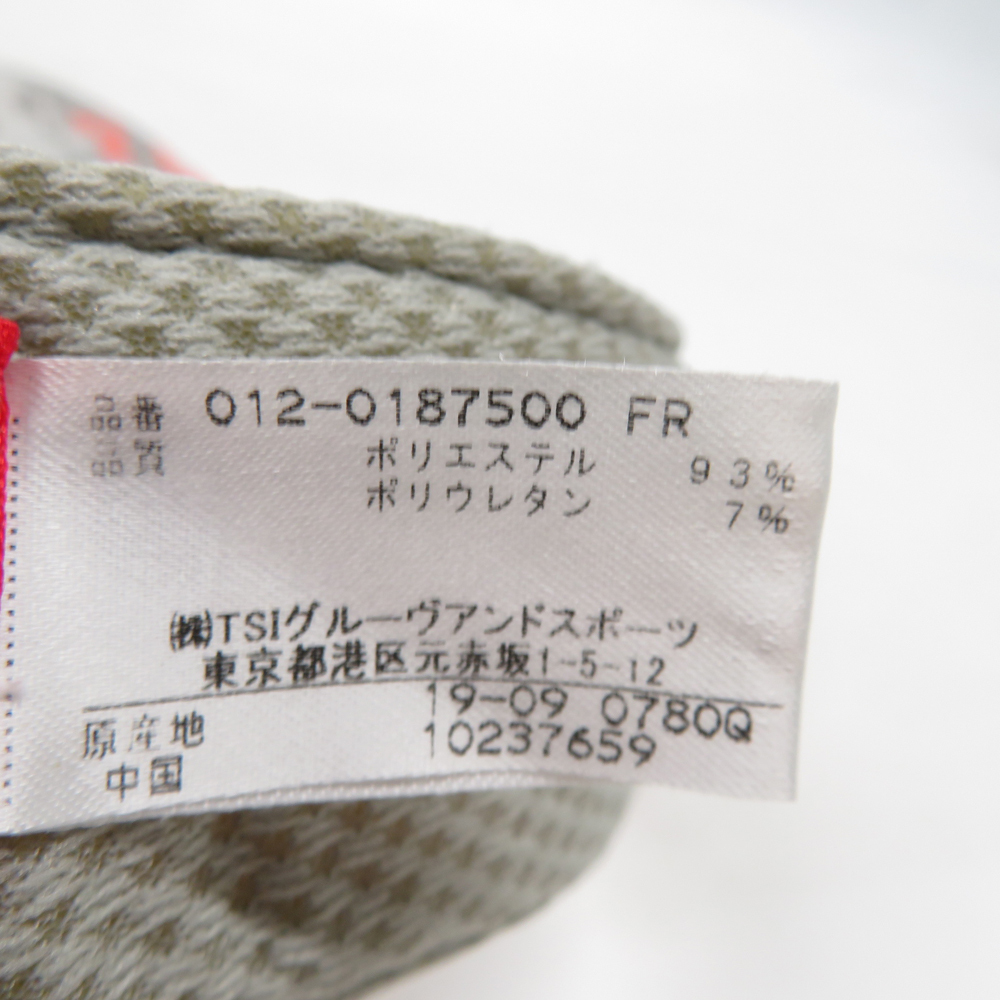 品番 012-0187500 FR
品質 ポリエステル 93%
ポリウレタン 7%
㈱TSIグルーヴアンドスポーツ
東京都港区元赤坂1-5-12
19-09 0780Q
原産地 10237659
中国